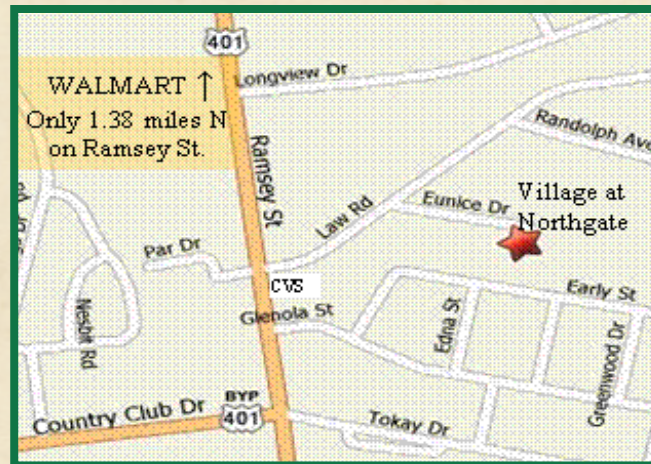 401
Longview Dr
WALMART ↑
Only 1.38 miles N
on Ramsey St.
Ramsey St
Randolph Ave
Eunice Dr
Village at
Northgate
Law Rd
Par Dr
CVS
Early St
Nesbit Rd
Glenola St
Edna St
Greenwood Dr
BYP
401
Country Club Dr
Tokay Dr